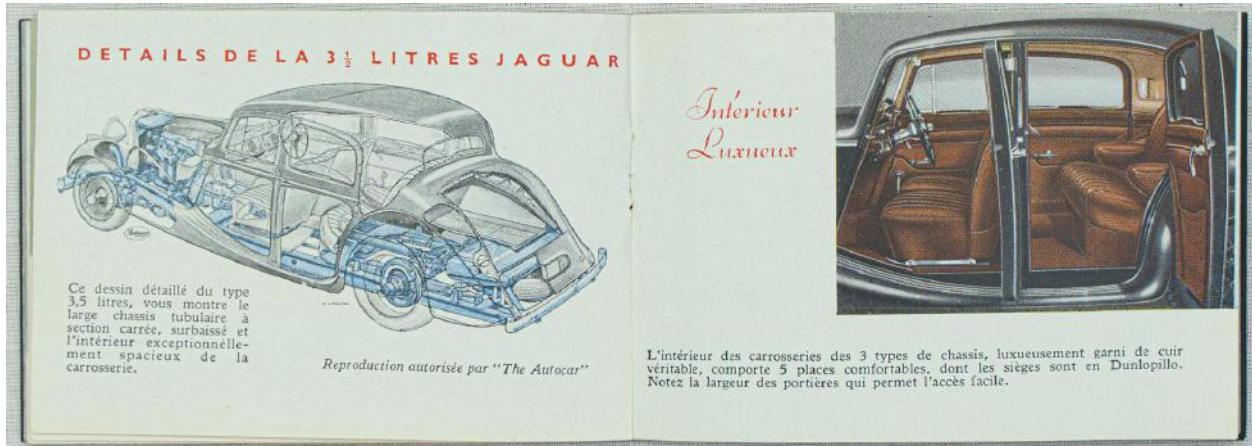 DETAILS DE LA 3½ LITRES JAGUAR
Ce dessin détaillé du type
3,5 litres, vous montre le
large chassis tubulaire à
section carrée, surbaissé et
l'intérieur exceptionnelle-
ment spacieux de la
carrosserie.
Reproduction autorisée par "The Autocar"
Intérieur
Luxueux
L'intérieur des carrosseries des 3 types de chassis, luxueusement garni de cuir
véritable, comporte 5 places comfortables, dont les sièges sont en Dunlopillo.
Notez la largeur des portières qui permet l'accès facile.